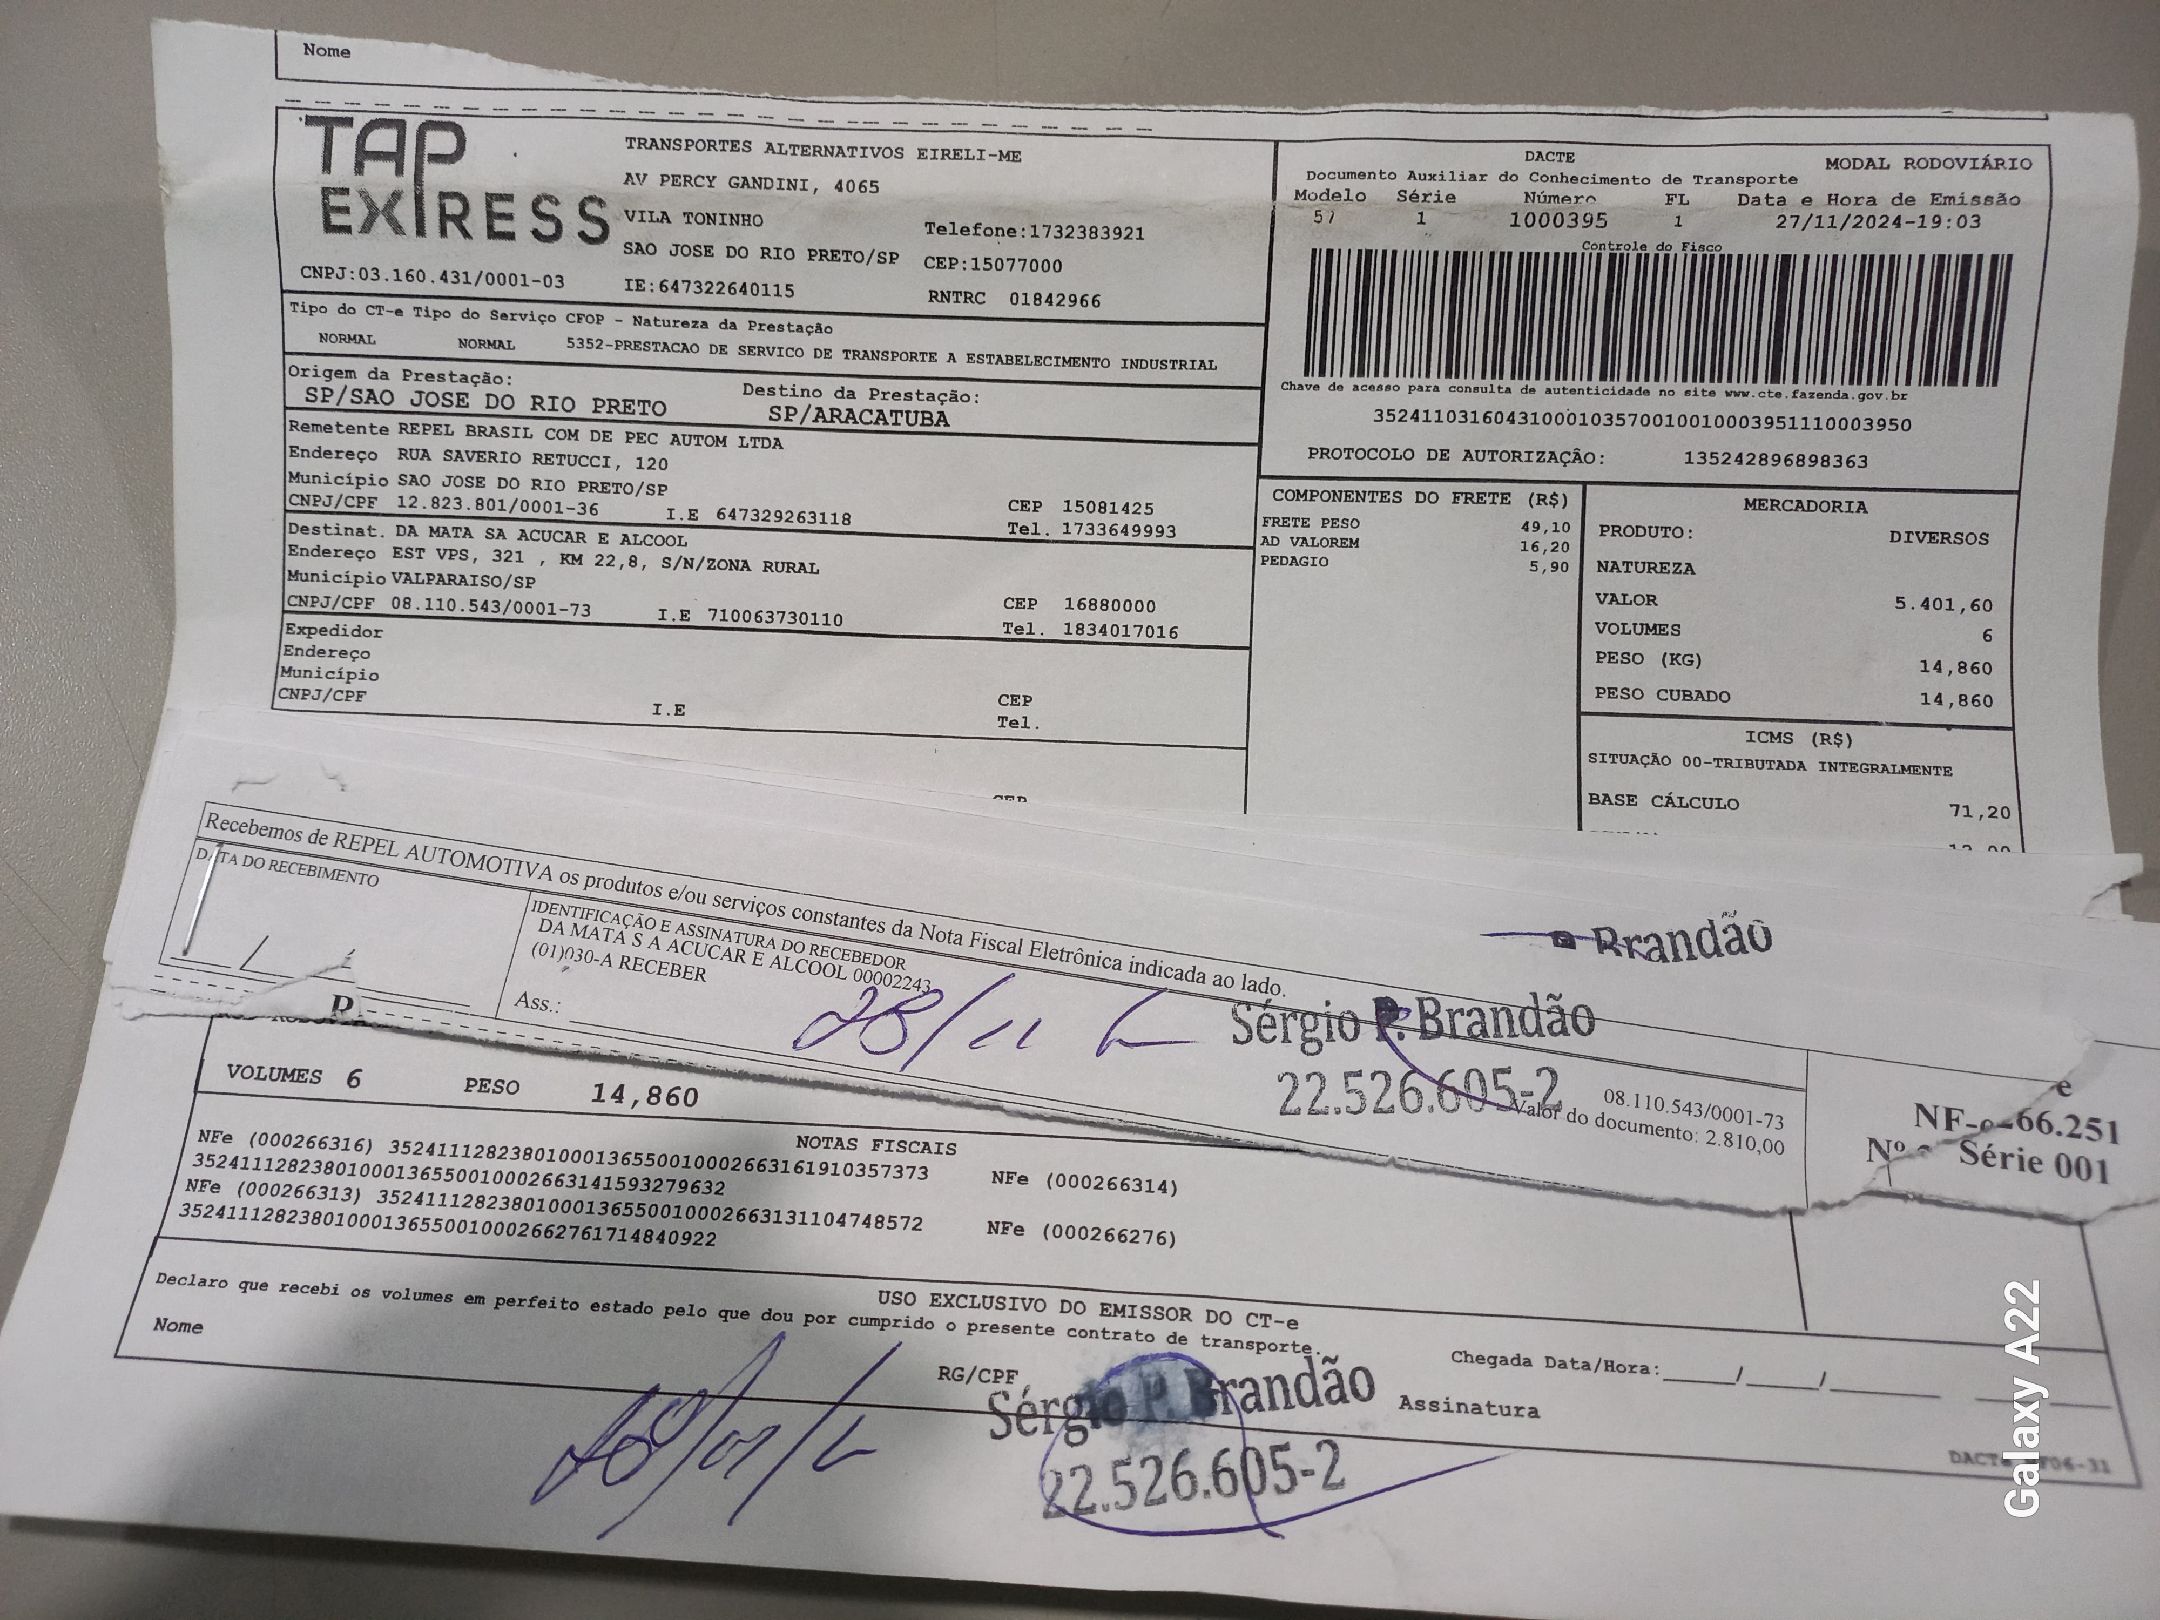 Nome
TAP EXPRESS
TRANSPORTES ALTERNATIVOS EIRELI-ME
AV PERCY GANDINI, 4065
VILA TONINHO Telefone:1732383921
SAO JOSE DO RIO PRETO/SP CEP:15077000
CNPJ:03.160.431/0001-03 IE:647322640115 RNTRC 01842966
DACTE MODAL RODOVIÁRIO
Documento Auxiliar do Conhecimento de Transporte
Modelo Série Número FL Data e Hora de Emissão
57 1 1000395 1 27/11/2024-19:03
Controle do Fisco
Chave de acesso para consulta de autenticidade no site www.cte.fazenda.gov.br
35241103160431000103570010010003951110003950
PROTOCOLO DE AUTORIZAÇÃO: 135242896898363
Tipo do CT-e Tipo do Serviço CFOP - Natureza da Prestação
NORMAL NORMAL 5352-PRESTACAO DE SERVICO DE TRANSPORTE A ESTABELECIMENTO INDUSTRIAL
Origem da Prestação: Destino da Prestação:
SP/SAO JOSE DO RIO PRETO SP/ARACATUBA
Remetente REPEL BRASIL COM DE PEC AUTOM LTDA
Endereço RUA SAVERIO RETUCCI, 120
Município SAO JOSE DO RIO PRETO/SP CEP 15081425
CNPJ/CPF 12.823.801/0001-36 I.E 647329263118 Tel. 1733649993
Destinat. DA MATA SA ACUCAR E ALCOOL
Endereço EST VPS, 321 , KM 22,8, S/N/ZONA RURAL
Município VALPARAISO/SP CEP 16880000
CNPJ/CPF 08.110.543/0001-73 I.E 710063730110 Tel. 1834017016
Expedidor
Endereço
Município CEP
CNPJ/CPF I.E Tel.
CEP
COMPONENTES DO FRETE (R$)
FRETE PESO 49,10
AD VALOREM 16,20
PEDAGIO 5,90
MERCADORIA
PRODUTO: DIVERSOS
NATUREZA
VALOR 5.401,60
VOLUMES 6
PESO (KG) 14,860
PESO CUBADO 14,860
ICMS (R$)
SITUAÇÃO 00-TRIBUTADA INTEGRALMENTE
BASE CÁLCULO 71,20
12,00
Recebemos de REPEL AUTOMOTIVA os produtos e/ou serviços constantes da Nota Fiscal Eletrônica indicada ao lado.
DATA DO RECEBIMENTO
IDENTIFICAÇÃO E ASSINATURA DO RECEBEDOR
DA MATA S A ACUCAR E ALCOOL 00002243
(01)030-A RECEBER
Ass.:
28/11
Brandão
Sérgio P. Brandão
22.526.605-2
08.110.543/0001-73
Valor do documento: 2.810,00
NF-e
66.251
Nº Série 001
VOLUMES 6 PESO 14,860
NOTAS FISCAIS
NFe (000266316) 35241112823801000136550010002663161910357373 NFe (000266314)
35241112823801000136550010002663141593279632
NFe (000266313) 35241112823801000136550010002663131104748572 NFe (000266276)
35241112823801000136550010002662761714840922
USO EXCLUSIVO DO EMISSOR DO CT-e
Declaro que recebi os volumes em perfeito estado pelo que dou por cumprido o presente contrato de transporte.
Nome RG/CPF Chegada Data/Hora: / /
Assinatura
Sérgio P. Brandão
22.526.605-2
Galaxy A22